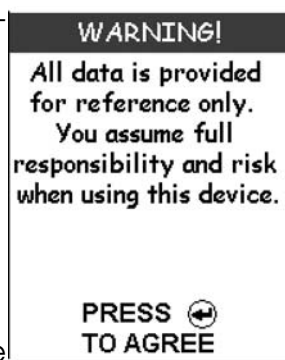 WARNING!
All data is provided
for reference only.
You assume full
responsibility and risk
when using this device.
PRESS
TO AGREE
e